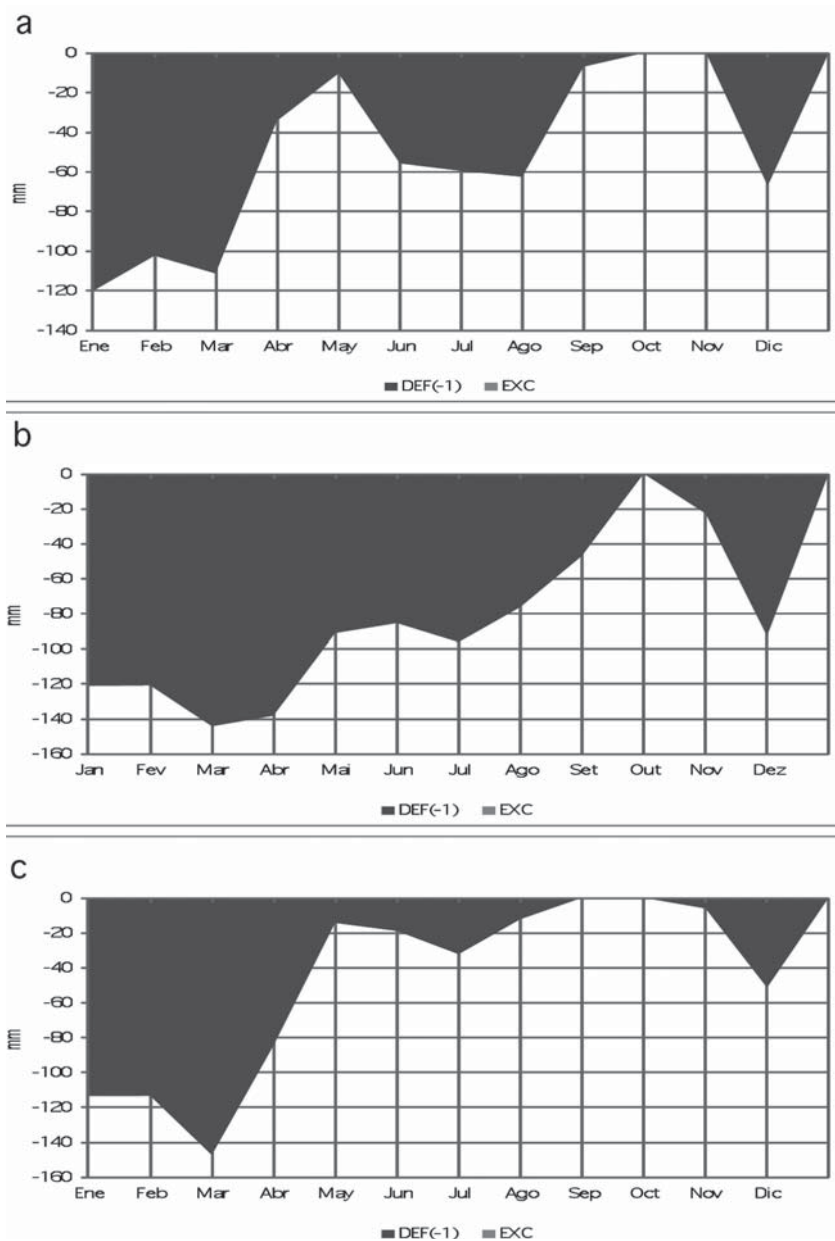 a
0
-20
-40
-60
-80
-100
-120
-140
mm
Ene Feb Mar Abr May Jun Jul Ago Sep Oct Nov Dic
DEF(-1) EXC
b
0
-20
-40
-60
-80
-100
-120
-140
-160
mm
Jan Fev Mar Abr Mai Jun Jul Ago Set Out Nov Dez
DEF(-1) EXC
c
0
-20
-40
-60
-80
-100
-120
-140
-160
mm
Ene Feb Mar Abr May Jun Jul Ago Sep Oct Nov Dic
DEF(-1) EXC